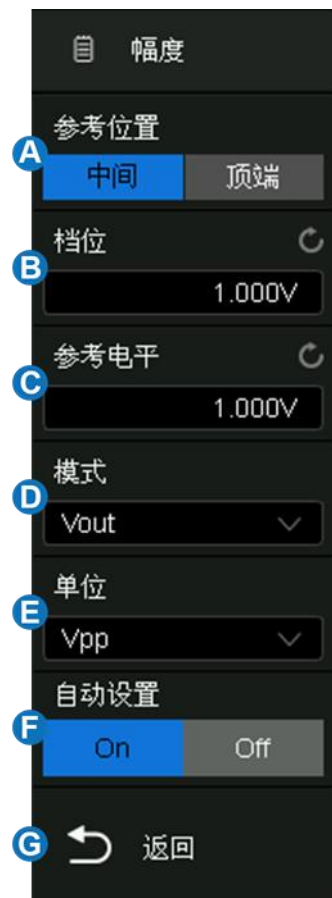 幅度
参考位置
A
中间 顶端
档位
B
1.000V
参考电平
C
1.000V
模式
D
Vout
单位
E
Vpp
自动设置
F
On Off
G 返回